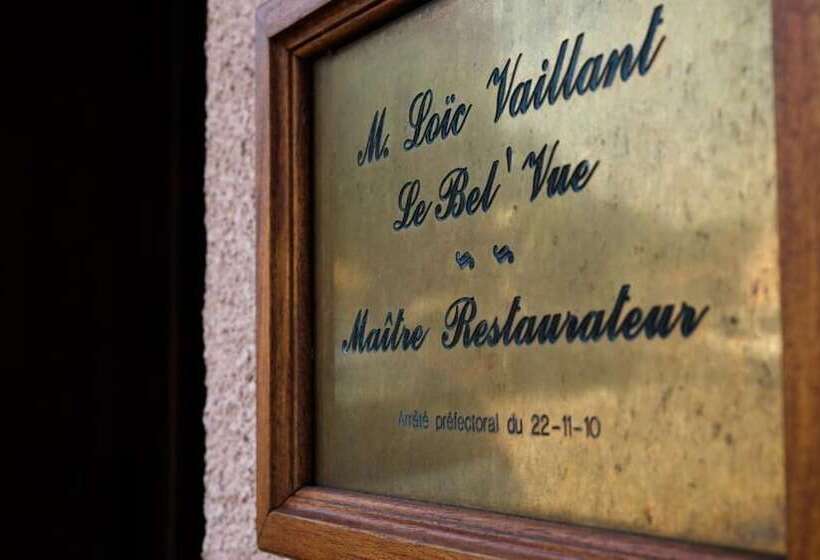 M. Loïc Vaillant
Le Bel'Vue
Maître Restaurateur
Arrêté préfectoral du 22-11-10